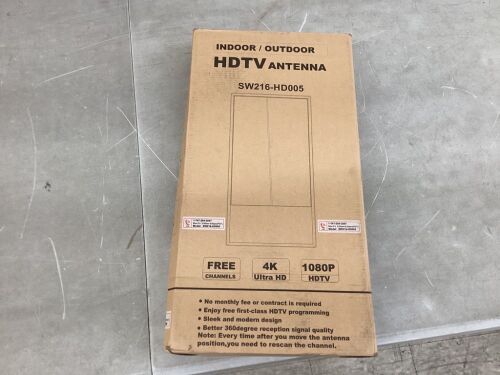 INDOOR / OUTDOOR
HDTV ANTENNA
SW216-HD005
FREE
CHANNELS
4K
Ultra HD
1080P
HDTV
• No monthly fee or contract is required
• Enjoy free first-class HDTV programming
• Sleek and modern design
• Better 360degree reception signal quality
Note: Every time after you move the antenna
position,you need to rescan the channel.